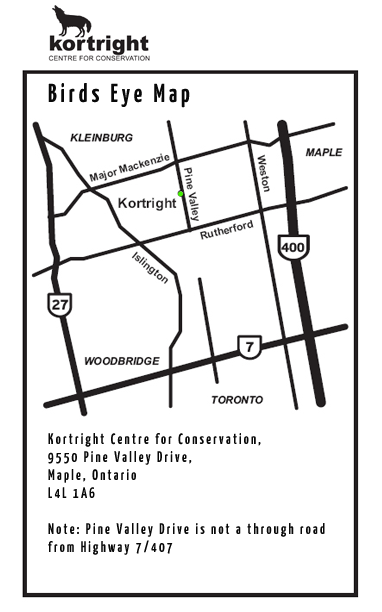 kortright
CENTRE FOR CONSERVATION
Birds Eye Map
KLEINBURG
MAPLE
Major Mackenzie
Pine Valley
Weston
Kortright
Rutherford
Islington
400
27
7
WOODBRIDGE
TORONTO
Kortright Centre for Conservation,
9550 Pine Valley Drive,
Maple, Ontario
L4L 1A6
Note: Pine Valley Drive is not a through road
from Highway 7/407